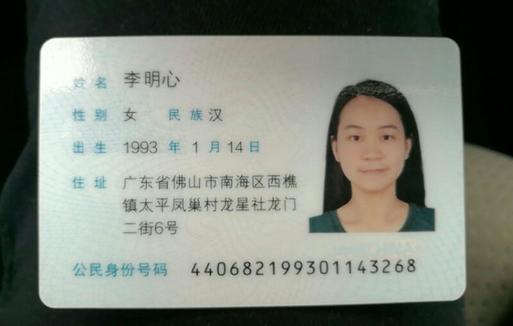 姓名 李明心
性别 女 民族 汉
出生 1993 年 1 月 14 日
住址 广东省佛山市南海区西樵
镇太平凤巢村龙星社龙门
二街6号
公民身份号码 440682199301143268